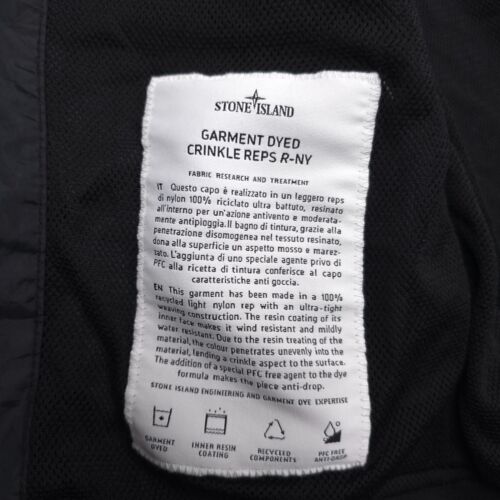 STONE ISLAND
GARMENT DYED
CRINKLE REPS R-NY
FABRIC RESEARCH AND TREATMENT
IT Questo capo è realizzato in un leggero reps
di nylon 100% riciclato ultra battuto, resinato
all'interno per un'azione antivento e moderata-
mente antipioggia.Il bagno di tintura, grazie alla
penetrazione disomogenea nel tessuto resinato,
dona alla superficie un aspetto mosso e marez-
zato. L'aggiunta di uno speciale agente privo di
PFC alla ricetta di tintura conferisce al capo
caratteristiche anti goccia.
EN This garment has been made in a 100%
recycled light nylon rep with an ultra-tight
weaving construction. The resin coating of its
inner face makes it wind resistant and mildly
water resistant. Due to the resin treating of the
material, the colour penetrates unevenly into the
material, lending a crinkle aspect to the surface.
The addition of a special PFC free agent to the dye
formula makes the piece anti-drop.
STONE ISLAND ENGINEERING AND GARMENT DYE EXPERTISE
GARMENT
DYED
INNER RESIN
COATING
RECYCLED
COMPONENTS
PFC FREE
ANTI-DROP